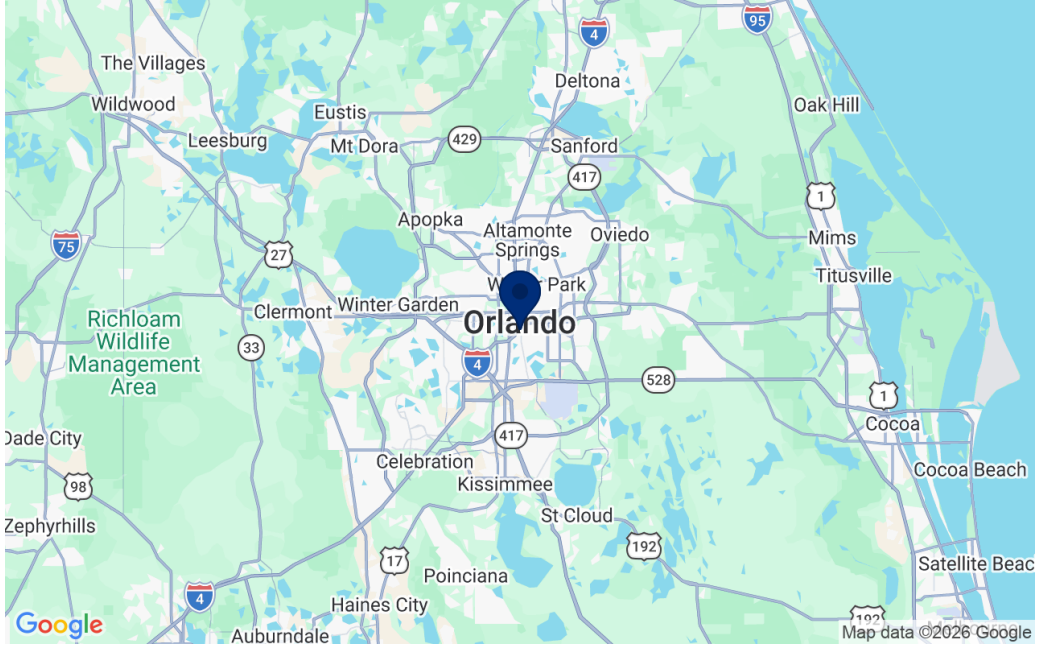 4
95
The Villages
Deltona
Wildwood
Oak Hill
Eustis
Leesburg
Mt Dora
429
Sanford
417
1
Apopka
Altamonte
Springs
Oviedo
Mims
75
27
Titusville
Park
Winter Garden
Clermont
Orlando
Richloam
Wildlife
Management
Area
33
4
528
1
Cocoa
Dade City
417
Celebration
Cocoa Beach
98
Kissimmee
St Cloud
Zephyrhills
192
17
Satellite Beac
Poinciana
4
Haines City
192
Google
Auburndale
Map data ©2026 Google